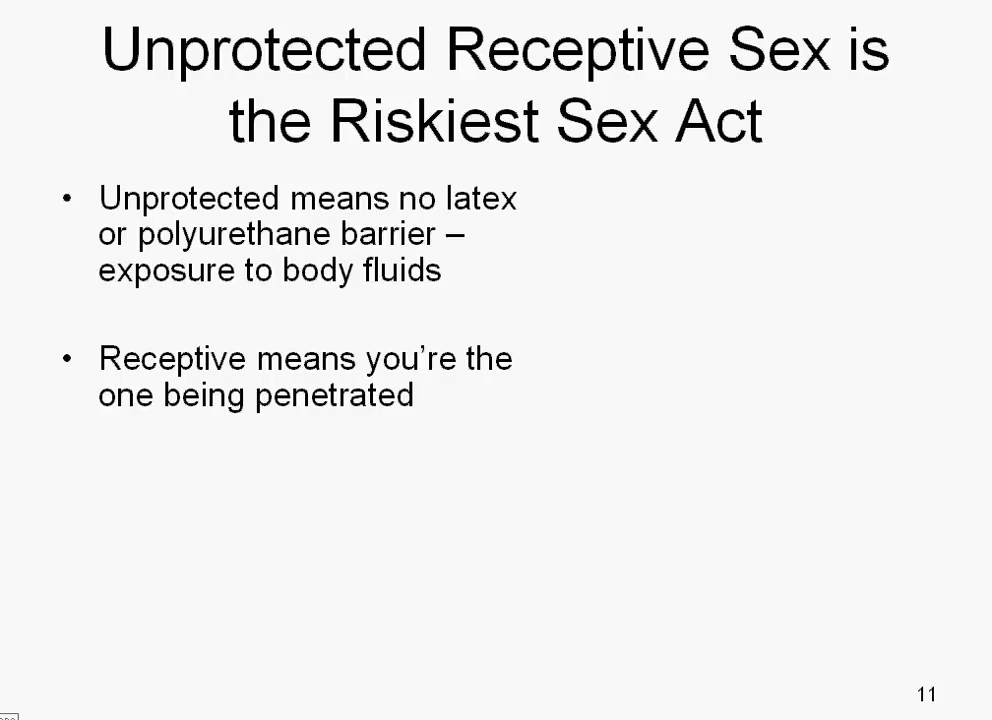 Unprotected Receptive Sex is
the Riskiest Sex Act
• Unprotected means no latex
or polyurethane barrier –
exposure to body fluids
• Receptive means you're the
one being penetrated
11